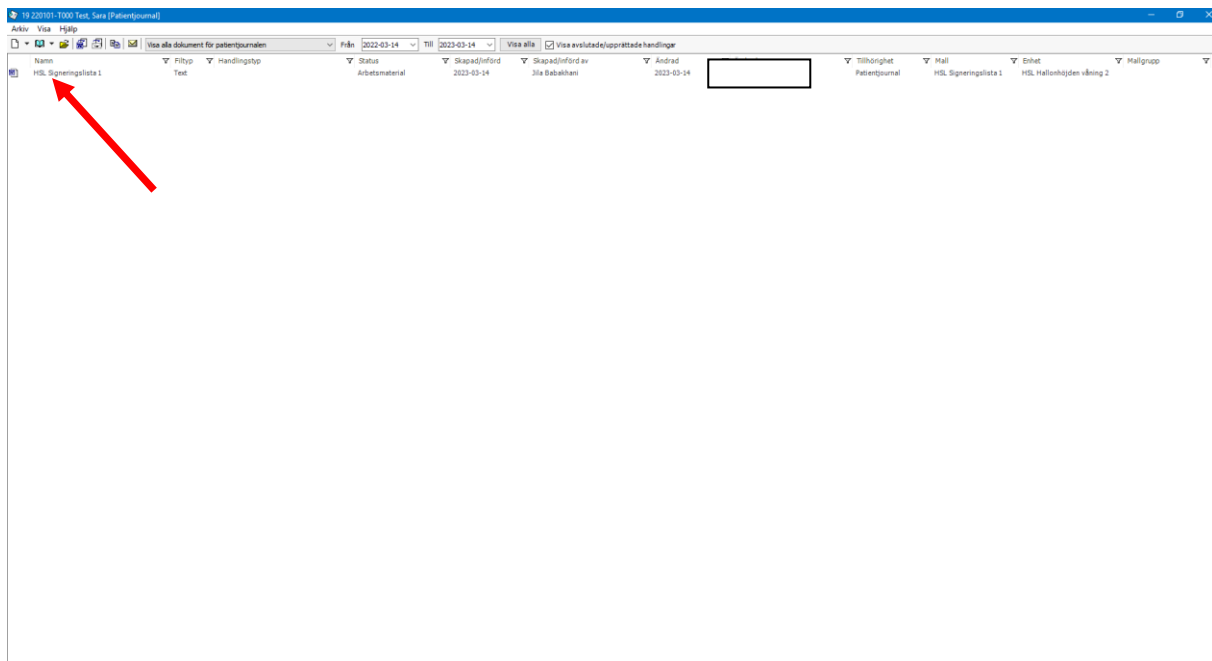 19 220101-T000 Test, Sara [Patientjournal]
Arkiv Visa Hjälp
Visa alla dokument för patientjournalen Från 2022-03-14 Till 2023-03-14 Visa alla Visa avslutade/upprättade handlingar
Namn Filtyp Handlingstyp Status Skapad/införd Skapad/införd av Ändrad Tillhörighet Mall Enhet Mallgrupp
HSL Signeringslista 1 Text Arbetsmaterial 2023-03-14 Jila Babakhani 2023-03-14 Patientjournal HSL Signeringslista 1 HSL Hallonhöjden våning 2